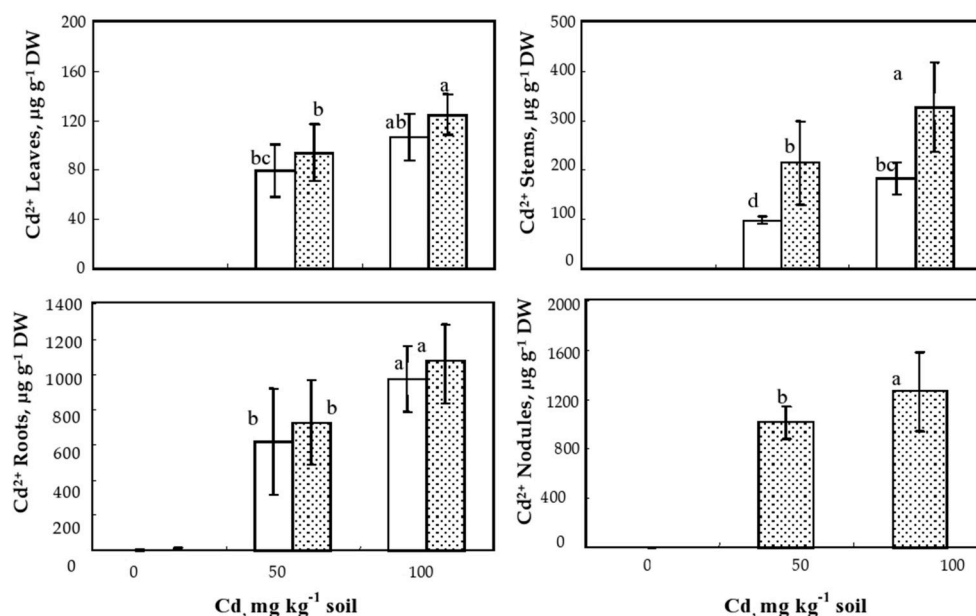 Cd²⁺ Leaves, µg g⁻¹ DW
200
160
120
80
40
0
bc
b
ab
a
Cd²⁺ Stems, µg g⁻¹ DW
500
400
300
200
100
0
d
b
bc
a
Cd²⁺ Roots, µg g⁻¹ DW
1400
1200
1000
800
600
400
200
0
b
b
a
a
0
50
100
Cd, mg kg⁻¹ soil
Cd²⁺ Nodules, µg g⁻¹ DW
2000
1600
1200
800
400
0
b
a
0
50
100
Cd, mg kg⁻¹ soil